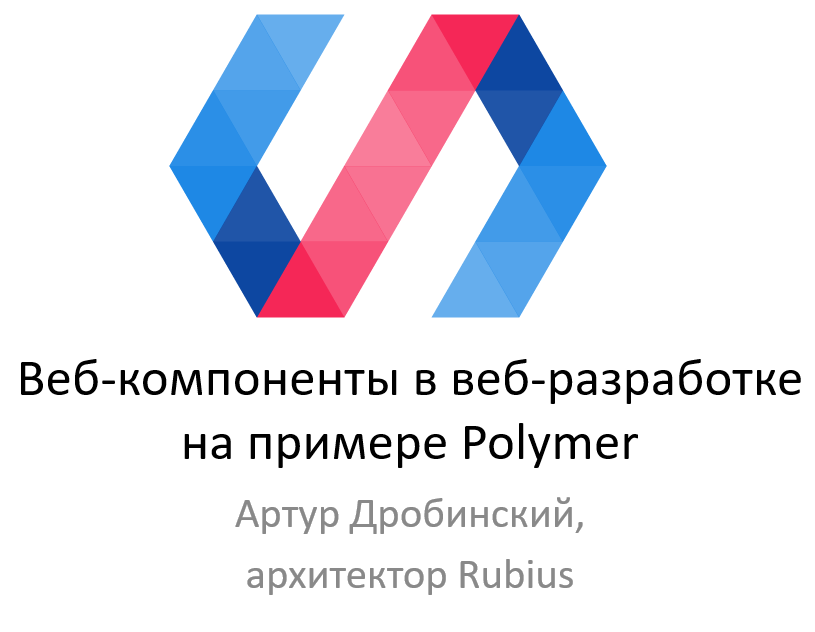 Веб-компоненты в веб-разработке
на примере Polymer
Артур Дробинский,
архитектор Rubius